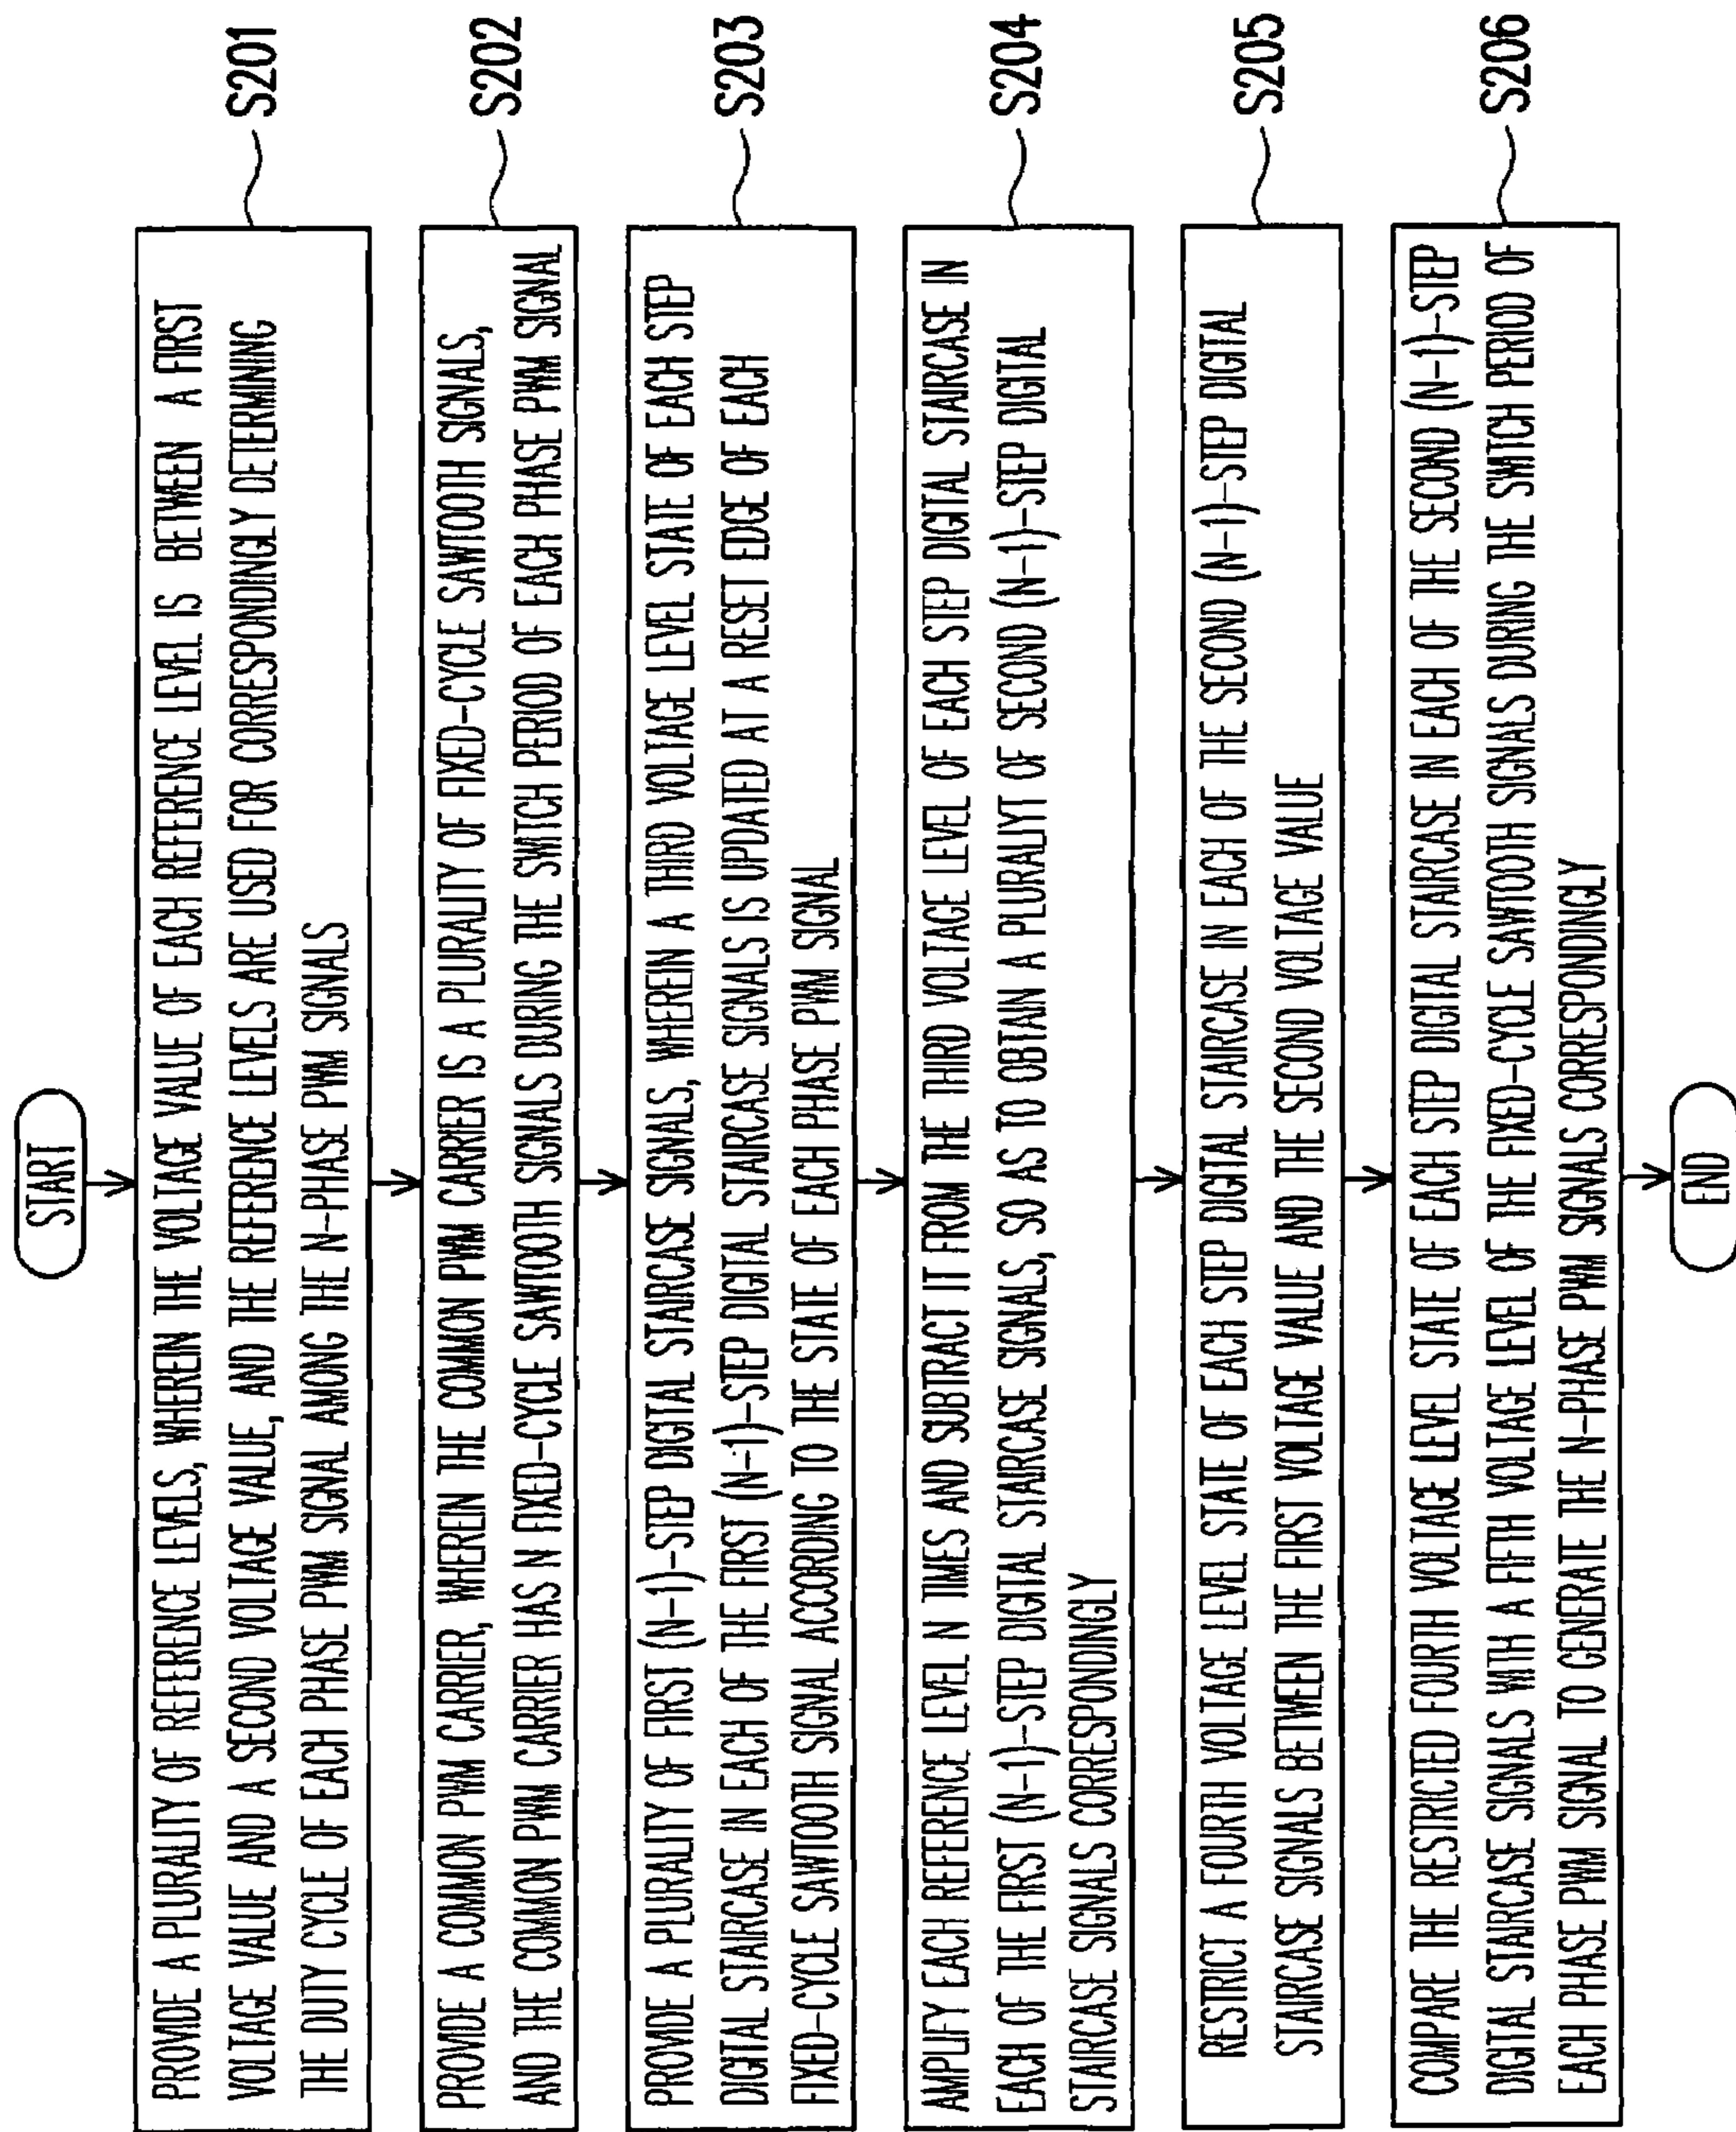 START
PROVIDE A PLURALITY OF REFERENCE LEVELS, WHEREIN THE VOLTAGE VALUE OF EACH REFERENCE LEVEL IS BETWEEN A FIRST
VOLTAGE VALUE AND A SECOND VOLTAGE VALUE, AND THE REFERENCE LEVELS ARE USED FOR CORRESPONDINGLY DETERMINING
THE DUTY CYCLE OF EACH PHASE PWM SIGNAL AMONG THE N-PHASE PWM SIGNALS
S201
PROVIDE A COMMON PWM CARRIER, WHEREIN THE COMMON PWM CARRIER IS A PLURALITY OF FIXED-CYCLE SAWTOOTH SIGNALS,
AND THE COMMON PWM CARRIER HAS N FIXED-CYCLE SAWTOOTH SIGNALS DURING THE SWITCH PERIOD OF EACH PHASE PWM SIGNAL
S202
PROVIDE A PLURALITY OF FIRST (N-1)-STEP DIGITAL STAIRCASE SIGNALS, WHEREIN A THIRD VOLTAGE LEVEL STATE OF EACH STEP
DIGITAL STAIRCASE IN EACH OF THE FIRST (N-1)-STEP DIGITAL STAIRCASE SIGNALS IS UPDATED AT A RESET EDGE OF EACH
FIXED-CYCLE SAWTOOTH SIGNAL ACCORDING TO THE STATE OF EACH PHASE PWM SIGNAL
S203
AMPLIFY EACH REFERENCE LEVEL N TIMES AND SUBTRACT IT FROM THE THIRD VOLTAGE LEVEL OF EACH STEP DIGITAL STAIRCASE IN
EACH OF THE FIRST (N-1)-STEP DIGITAL STAIRCASE SIGNALS, SO AS TO OBTAIN A PLURALIYT OF SECOND (N-1)-STEP DIGITAL
STAIRCASE SIGNALS CORRESPONDINGLY
S204
RESTRICT A FOURTH VOLTAGE LEVEL STATE OF EACH STEP DIGITAL STAIRCASE IN EACH OF THE SECOND (N-1)-STEP DIGITAL
STAIRCASE SIGNALS BETWEEN THE FIRST VOLTAGE VALUE AND THE SECOND VOLTAGE VALUE
S205
COMPARE THE RESTRICTED FOURTH VOLTAGE LEVEL STATE OF EACH STEP DIGITAL STAIRCASE IN EACH OF THE SECOND (N-1)-STEP
DIGITAL STAIRCASE SIGNALS WITH A FIFTH VOLTAGE LEVEL OF THE FIXED-CYCLE SAWTOOTH SIGNALS DURING THE SWITCH PERIOD OF
EACH PHASE PWM SIGNAL TO GENERATE THE N-PHASE PWM SIGNALS CORRESPONDINGLY
S206
END